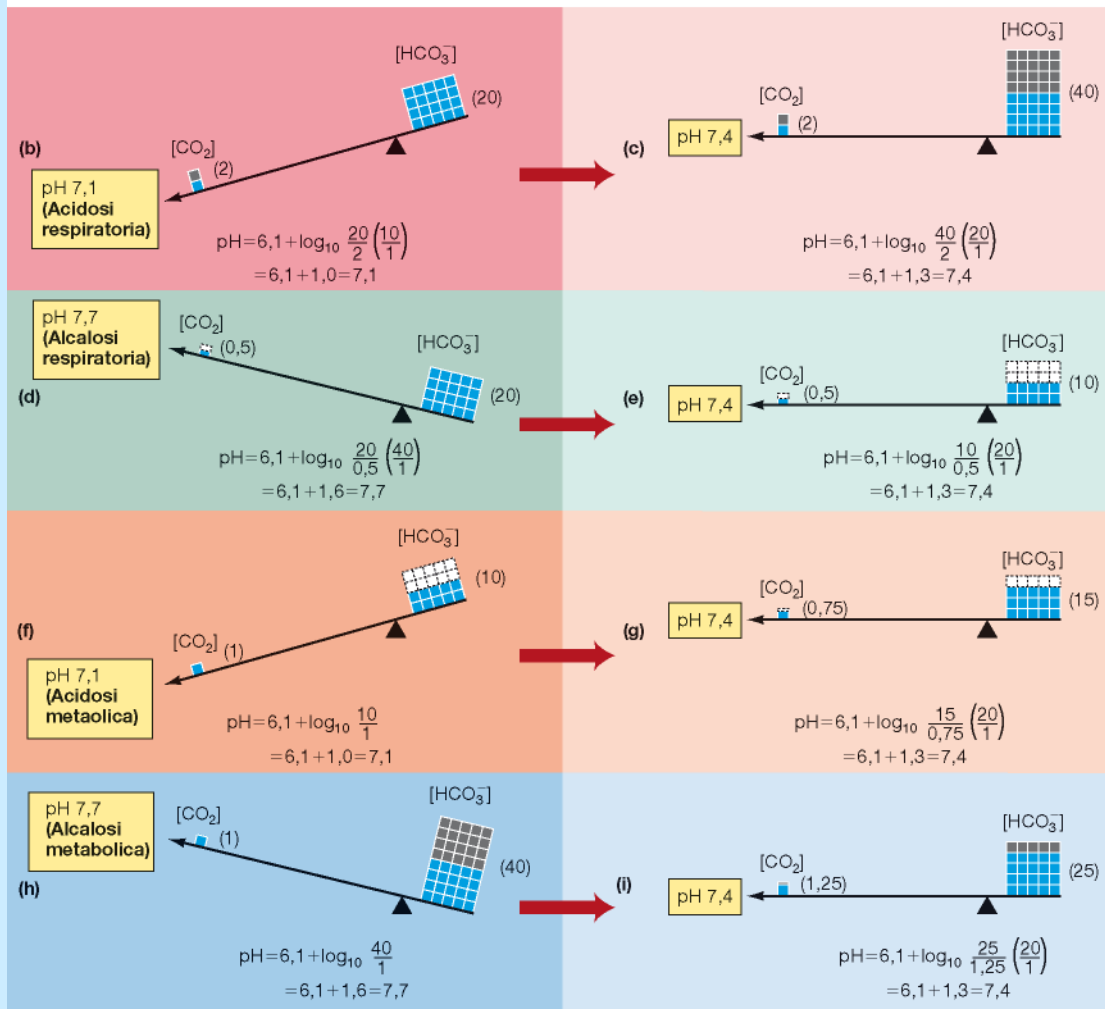 [HCO₃⁻]
(20)
[CO₂]
(2)
(b)
pH 7,1
(Acidosi
respiratoria)
pH=6,1+log₁₀ 20/2 (10/1)
=6,1+1,0=7,1
[HCO₃⁻]
(40)
[CO₂]
(2)
(c)
pH 7,4
pH=6,1+log₁₀ 40/2 (20/1)
=6,1+1,3=7,4
pH 7,7
(Alcalosi
respiratoria)
[CO₂]
(0,5)
[HCO₃⁻]
(20)
(d)
pH=6,1+log₁₀ 20/0,5 (40/1)
=6,1+1,6=7,7
[HCO₃⁻]
(10)
[CO₂]
(0,5)
(e)
pH 7,4
pH=6,1+log₁₀ 10/0,5 (20/1)
=6,1+1,3=7,4
[HCO₃⁻]
(10)
(f)
[CO₂]
(1)
pH 7,1
(Acidosi
metaolica)
pH=6,1+log₁₀ 10/1
=6,1+1,0=7,1
[HCO₃⁻]
(15)
[CO₂]
(0,75)
(g)
pH 7,4
pH=6,1+log₁₀ 15/0,75 (20/1)
=6,1+1,3=7,4
pH 7,7
(Alcalosi
metabolica)
[CO₂]
(1)
[HCO₃⁻]
(40)
(h)
pH=6,1+log₁₀ 40/1
=6,1+1,6=7,7
[HCO₃⁻]
(25)
[CO₂]
(1,25)
(i)
pH 7,4
pH=6,1+log₁₀ 25/1,25 (20/1)
=6,1+1,3=7,4